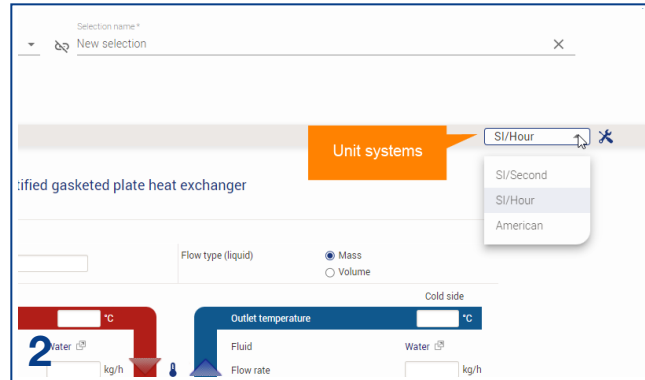 Selection name*
New selection
SI/Hour
Unit systems
SI/Second
SI/Hour
American
tified gasketed plate heat exchanger
Flow type (liquid)
Mass
Volume
Cold side
°C
Outlet temperature
°C
2
Water
Fluid
Water
kg/h
Flow rate
kg/h